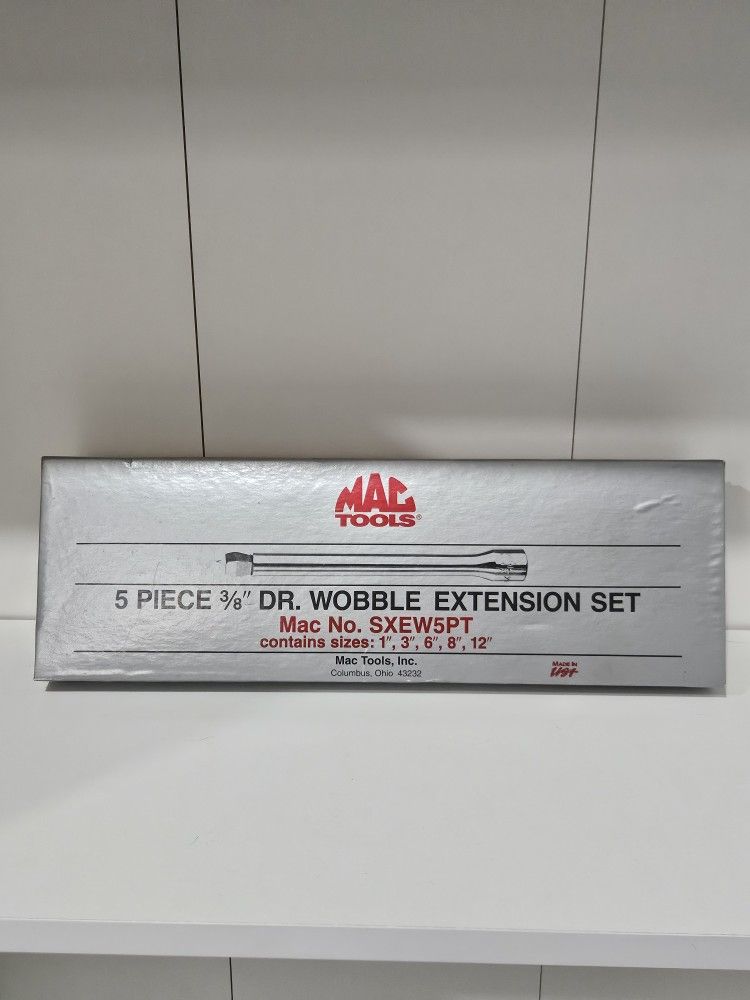 MAC
TOOLS®
5 PIECE 3/8" DR. WOBBLE EXTENSION SET
Mac No. SXEW5PT
contains sizes: 1", 3", 6", 8", 12"
Mac Tools, Inc.
Columbus, Ohio 43232
MADE IN
USA